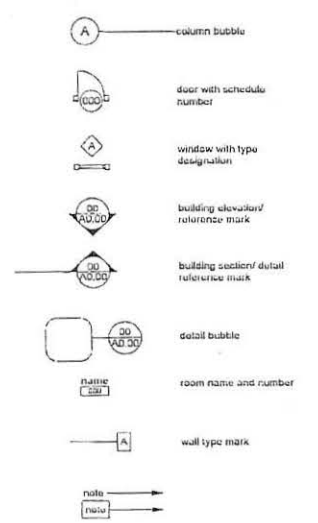 A column bubble
000 door with schedule
number
A window with type
designation
00 building elevation/
A0.00 reference mark
00 building section/ detail
A0.00 reference mark
00 detail bubble
A0.00
name room name and number
A wall type mark
note
note